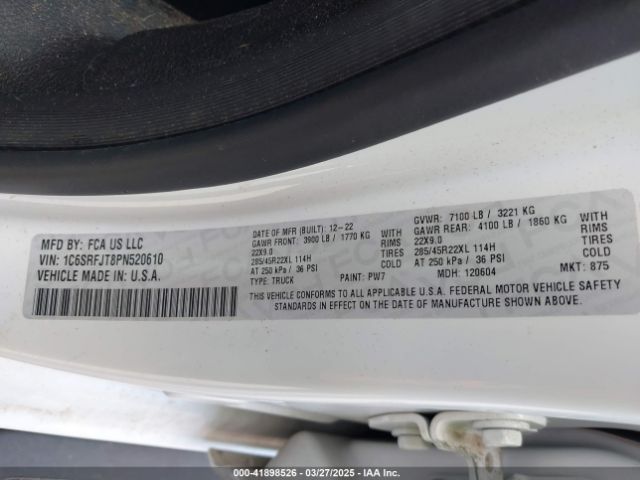 MFD BY: FCA US LLC
VIN: 1C6SRFJT8PN520610
VEHICLE MADE IN: U.S.A.
DATE OF MFR (BUILT): 12-22
GAWR FRONT: 3900 LB / 1770 KG WITH
22X9.0 RIMS
285/45R22XL 114H TIRES
AT 250 kPa / 36 PSI COLD
TYPE: TRUCK PAINT: PW7
GVWR: 7100 LB / 3221 KG
GAWR REAR: 4100 LB / 1860 KG WITH
22X9.0 RIMS
285/45R22XL 114H TIRES
AT 250 kPa / 36 PSI COLD
MDH: 120604 MKT: 875
THIS VEHICLE CONFORMS TO ALL APPLICABLE U.S.A. FEDERAL MOTOR VEHICLE SAFETY
STANDARDS IN EFFECT ON THE DATE OF MANUFACTURE SHOWN ABOVE.
00-41898526 - 03/27/2025 - IAA Inc.